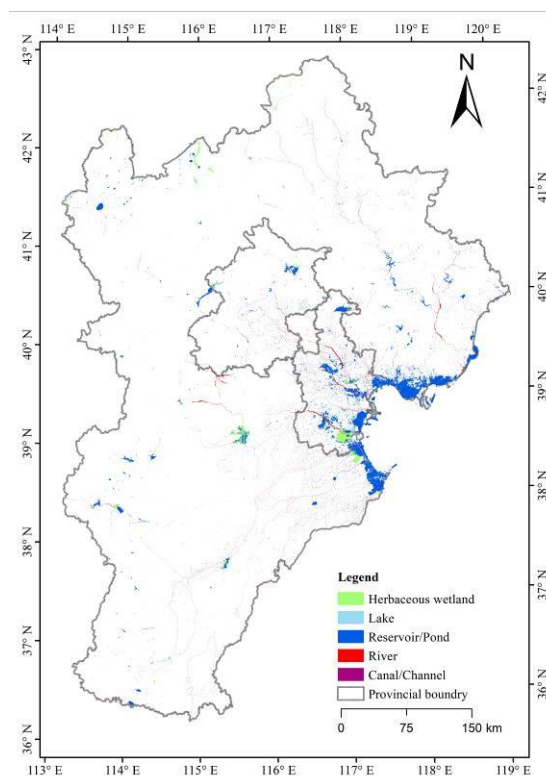 114° E 115° E 116° E 117° E 118° E 119° E 120° E
43° N
42° N
41° N
40° N
39° N
38° N
37° N
36° N
42° N
41° N
40° N
39° N
38° N
37° N
36° N
N
Legend
Herbaceous wetland
Lake
Reservoir/Pond
River
Canal/Channel
Provincial boundry
0 75 150 km
113° E 114° E 115° E 116° E 117° E 118° E 119° E